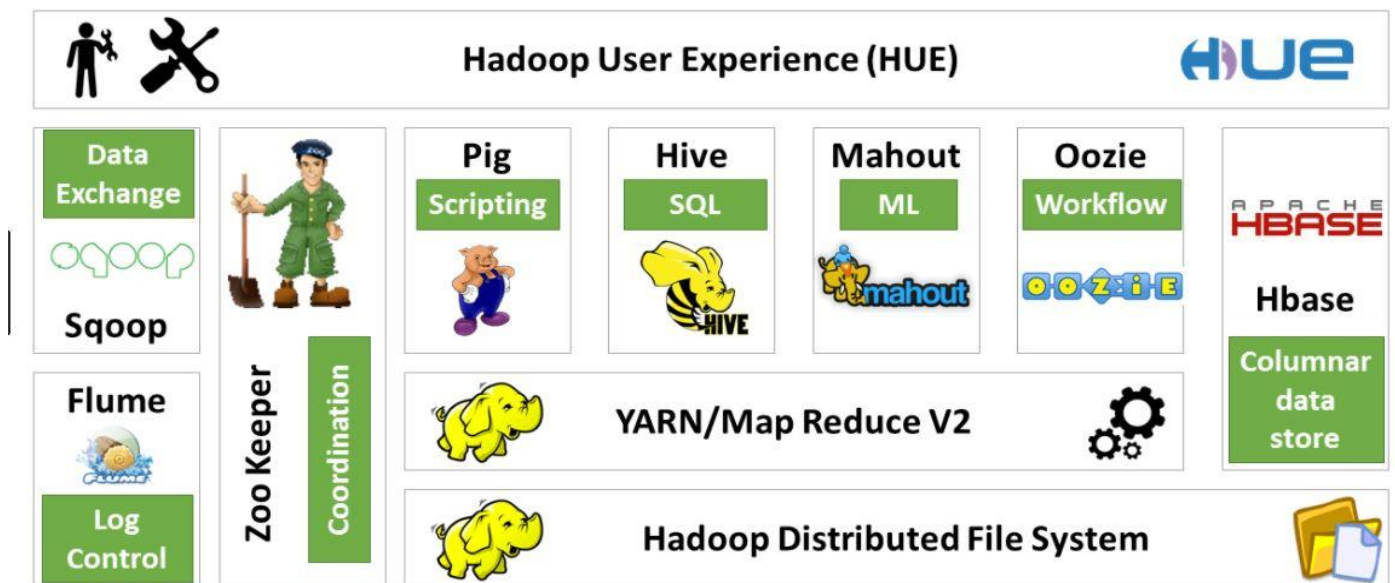 Hadoop User Experience (HUE)
HUE
Data
Exchange
sqoop
Sqoop
ZOO
Zoo Keeper
Coordination
Pig
Scripting
Hive
SQL
HIVE
Mahout
ML
mahout
Oozie
Workflow
OOZIE
APACHE
HBASE
Hbase
Columnar
data
store
Flume
FLUME
Log
Control
YARN/Map Reduce V2
Hadoop Distributed File System